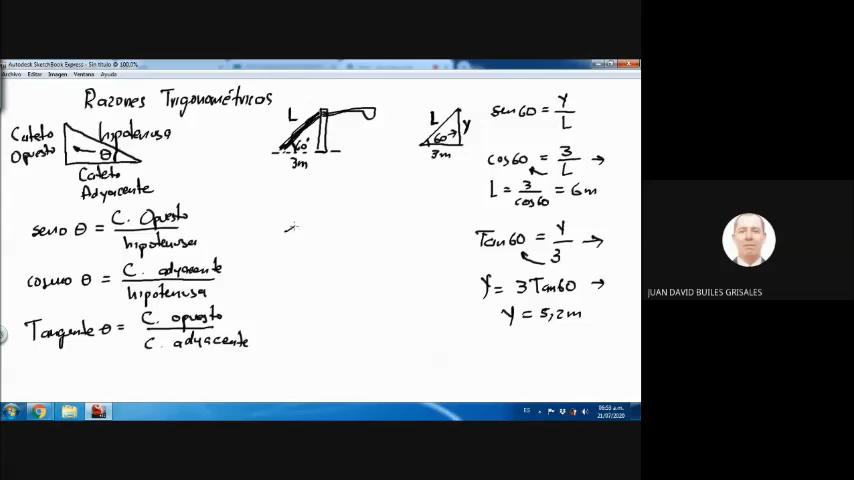 Autodesk SketchBook Express - Sin título @ 100,0%
Archivo Editar Imagen Ventana Ayuda
Razones Trigonométricas
Cateto
Opuesto
hipotenusa
θ
Cateto
Adyacente
seno θ = C. Opuesto / hipotenusa
coseno θ = C. adyacente / hipotenusa
Tangente θ = C. opuesto / C. adyacente
L
60°
3m
L
60
Y
3m
sen60 = Y / L
cos60 = 3 / L →
L = 3 / cos60 = 6m
Tan60 = Y / 3 →
Y = 3 Tan60 →
Y = 5,2m
JUAN DAVID BUILES GRISALES
ES
06:53 a.m.
21/07/2020